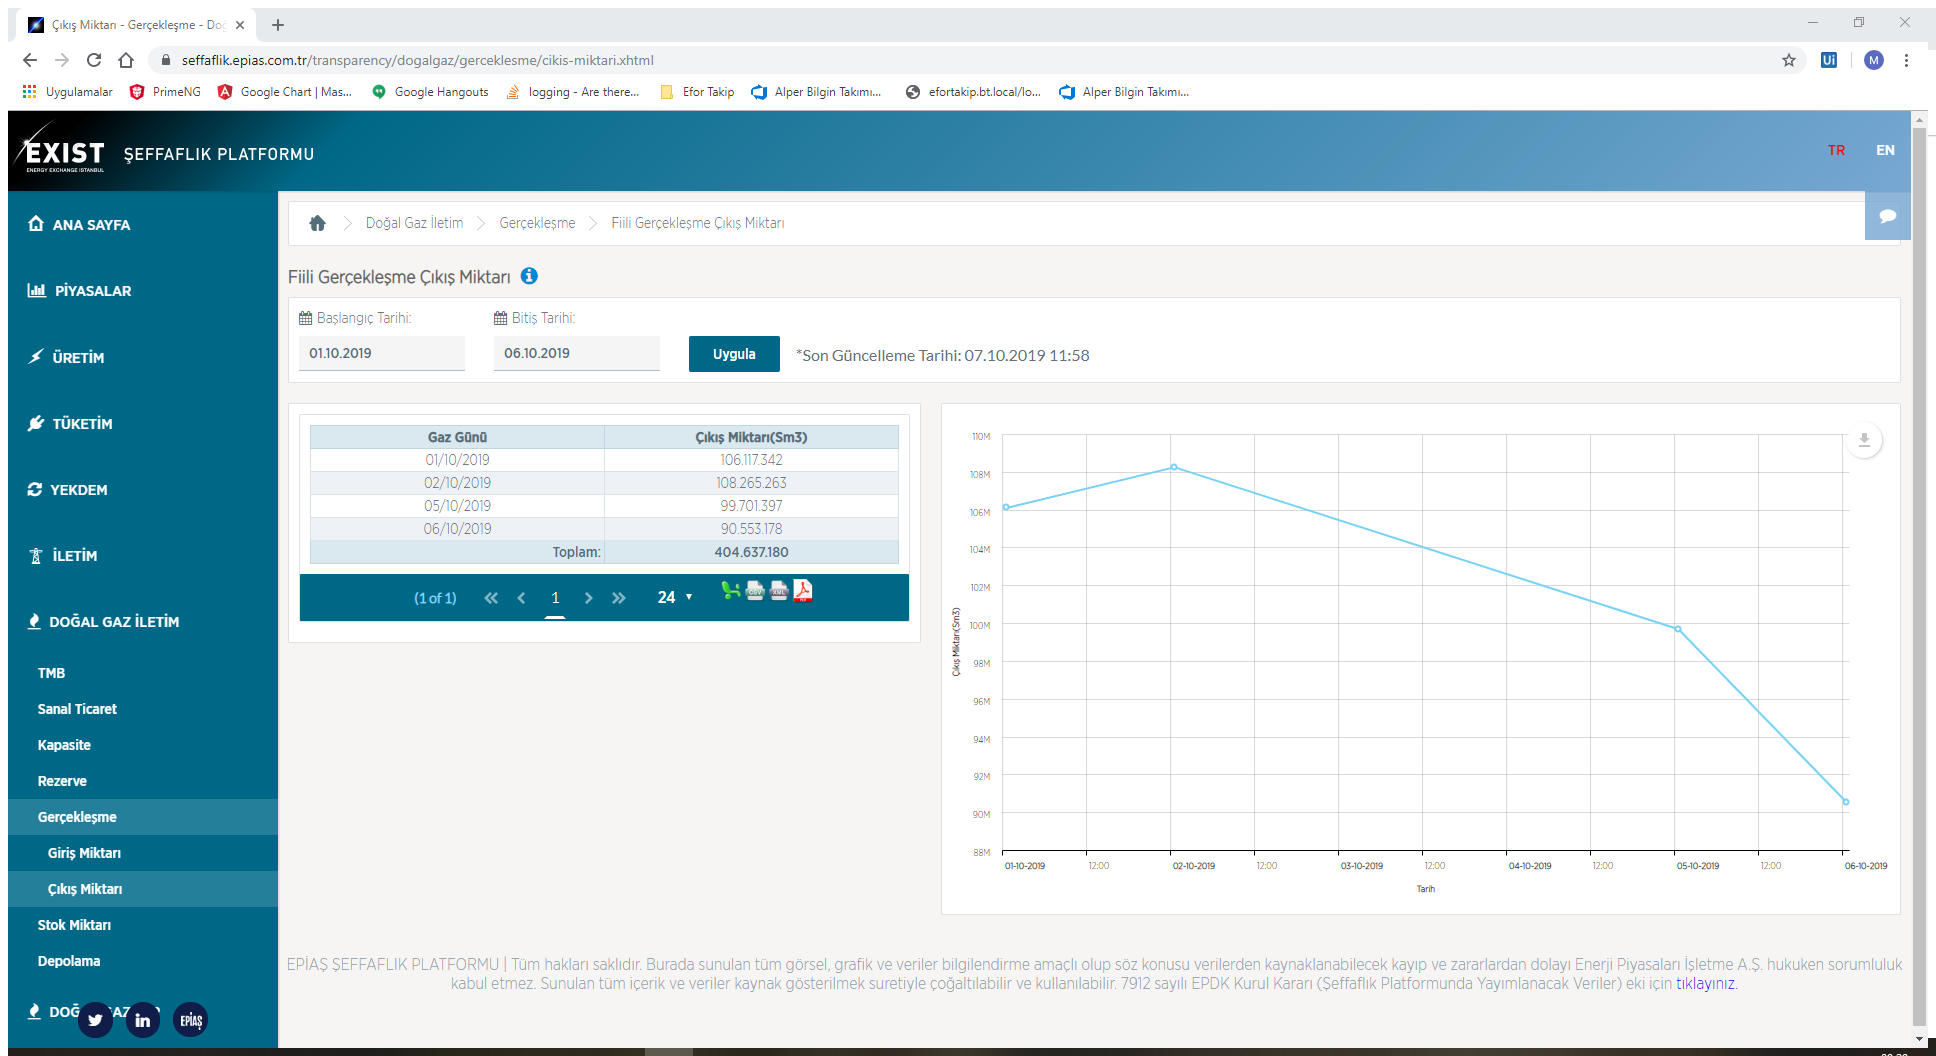 Çıkış Miktarı - Gerçekleşme - Doğ
seffaflik.epias.com.tr/transparency/dogalgaz/gerceklesme/cikis-miktari.xhtml
Ui
M
Uygulamalar
PrimeNG
Google Chart | Mas...
Google Hangouts
logging - Are there...
Efor Takip
Alper Bilgin Takımı...
efortakip.bt.local/lo...
Alper Bilgin Takımı...
EXIST
ENERGY EXCHANGE ISTANBUL
ŞEFFAFLIK PLATFORMU
TR
EN
ANA SAYFA
PİYASALAR
ÜRETİM
TÜKETİM
YEKDEM
İLETİM
DOĞAL GAZ İLETİM
TMB
Sanal Ticaret
Kapasite
Rezerve
Gerçekleşme
Giriş Miktarı
Çıkış Miktarı
Stok Miktarı
Depolama
EPİAŞ
Doğal Gaz İletim
Gerçekleşme
Fiili Gerçekleşme Çıkış Miktarı
Fiili Gerçekleşme Çıkış Miktarı
Başlangıç Tarihi:
Bitiş Tarihi:
01.10.2019
06.10.2019
Uygula
*Son Güncelleme Tarihi: 07.10.2019 11:58
Gaz Günü Çıkış Miktarı(Sm3)
01/10/2019 106.117.342
02/10/2019 108.265.263
05/10/2019 99.701.397
06/10/2019 90.553.178
Toplam: 404.637.180
(1 of 1)
1
24
CSV
XML
110M
108M
106M
104M
102M
100M
98M
96M
94M
92M
90M
88M
Çıkış Miktarı(Sm3)
01-10-2019 12:00 02-10-2019 12:00 03-10-2019 12:00 04-10-2019 12:00 05-10-2019 12:00 06-10-2019
Tarih
EPİAŞ ŞEFFAFLIK PLATFORMU | Tüm hakları saklıdır. Burada sunulan tüm görsel, grafik ve veriler bilgilendirme amaçlı olup söz konusu verilerden kaynaklanabilecek kayıp ve zararlardan dolayı Enerji Piyasaları İşletme A.Ş. hukuken sorumluluk
kabul etmez. Sunulan tüm içerik ve veriler kaynak gösterilmek suretiyle çoğaltılabilir ve kullanılabilir. 7912 sayılı EPDK Kurul Kararı (Şeffaflık Platformunda Yayımlanacak Veriler) eki için tıklayınız.